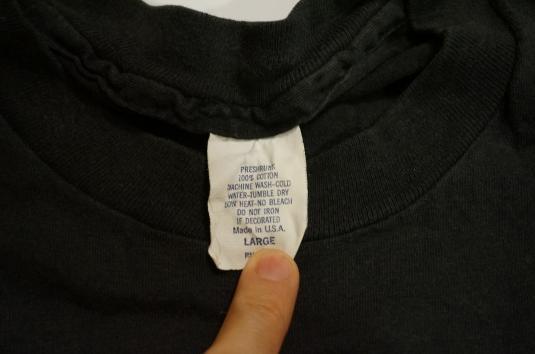 PRESHRUNK
100% COTTON
MACHINE WASH-COLD
WATER-TUMBLE DRY
LOW HEAT-NO BLEACH
DO NOT IRON
IF DECORATED
Made in U.S.A.
LARGE